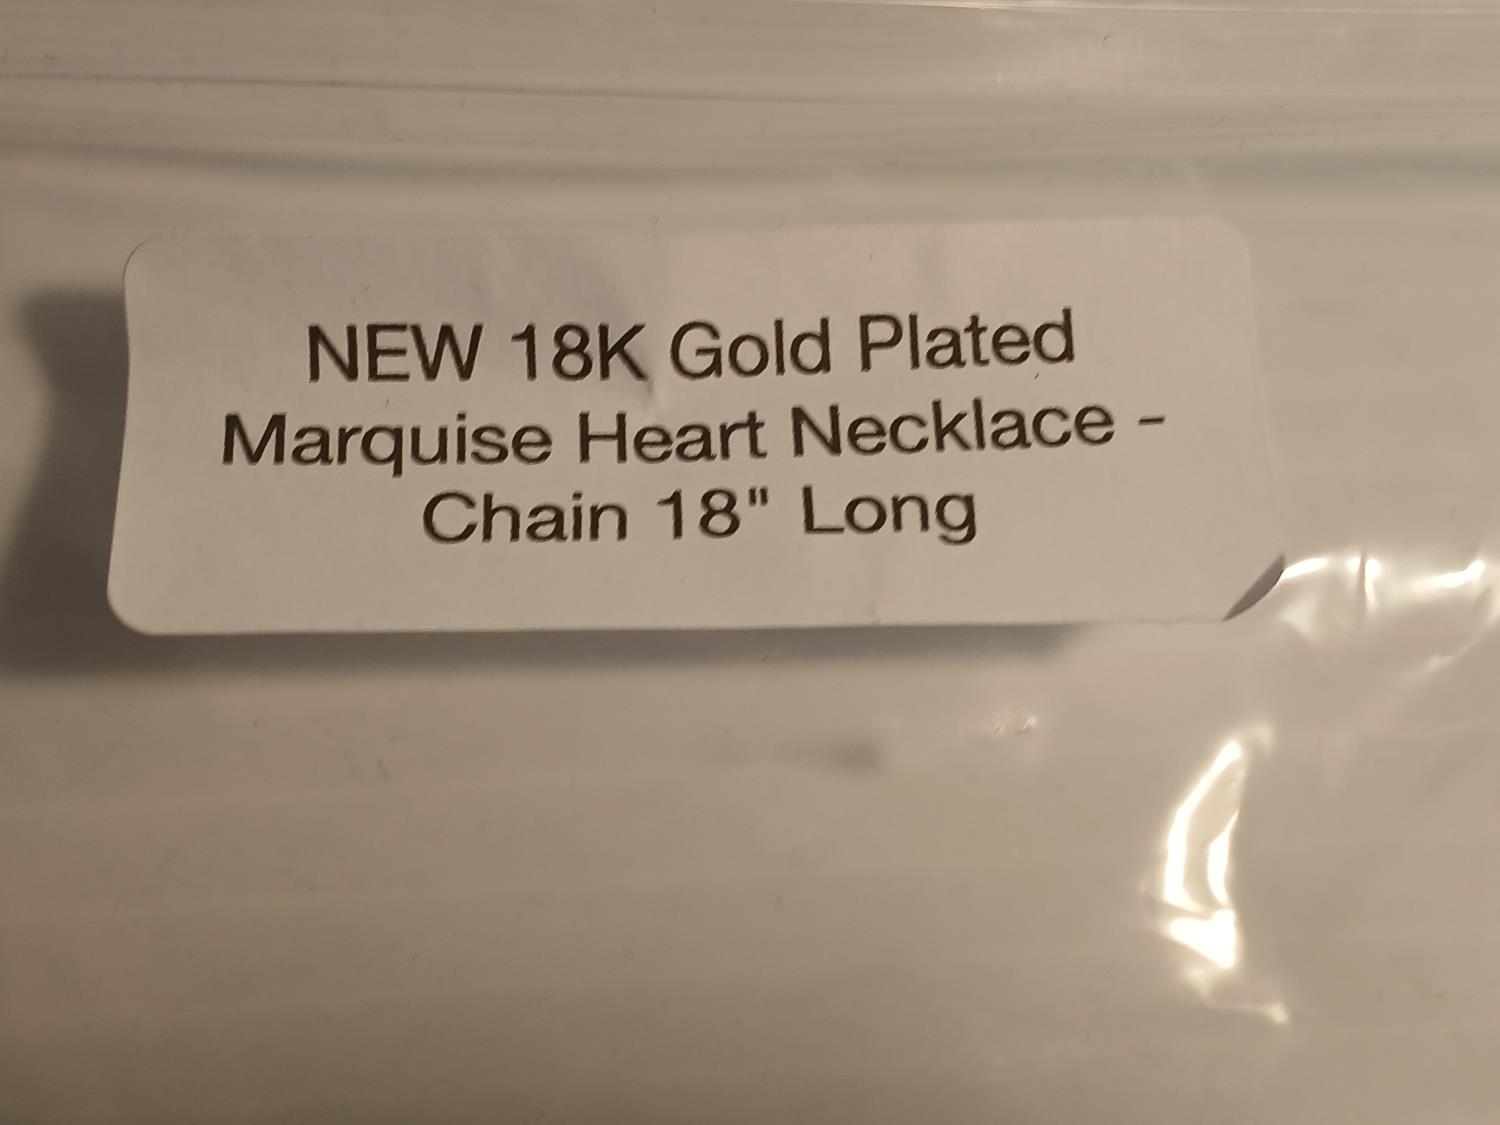 NEW 18K Gold Plated
Marquise Heart Necklace -
Chain 18" Long